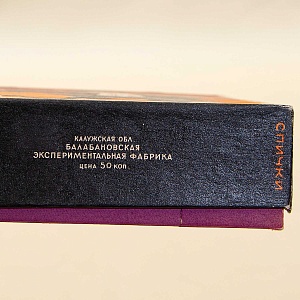 КАЛУЖСКАЯ ОБЛ.
БАЛАБАНОВСКАЯ
ЭКСПЕРИМЕНТАЛЬНАЯ ФАБРИКА
ЦЕНА 50 КОП.
СПИЧКИ